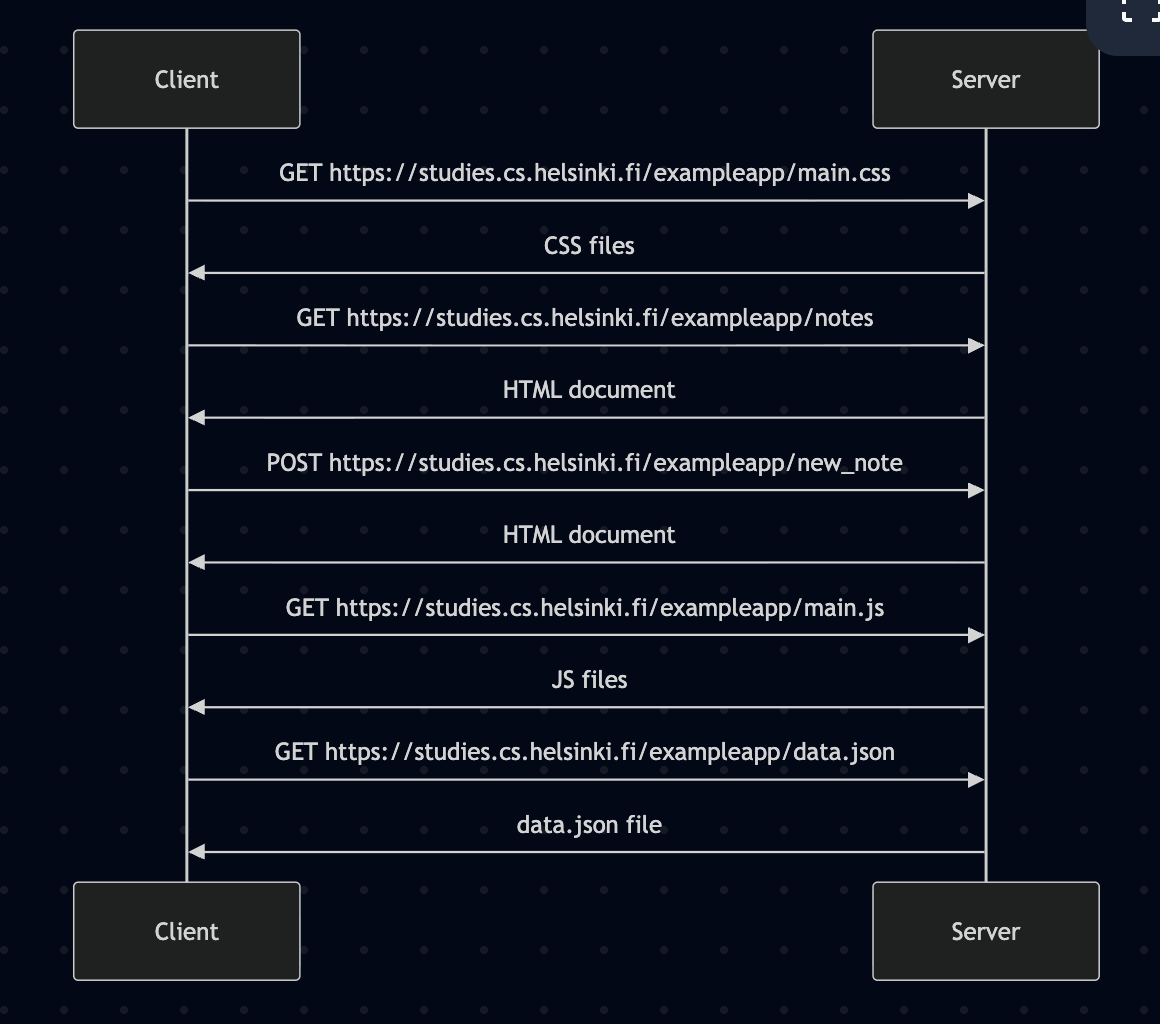 Client
Server
GET https://studies.cs.helsinki.fi/exampleapp/main.css
CSS files
GET https://studies.cs.helsinki.fi/exampleapp/notes
HTML document
POST https://studies.cs.helsinki.fi/exampleapp/new_note
HTML document
GET https://studies.cs.helsinki.fi/exampleapp/main.js
JS files
GET https://studies.cs.helsinki.fi/exampleapp/data.json
data.json file
Client
Server